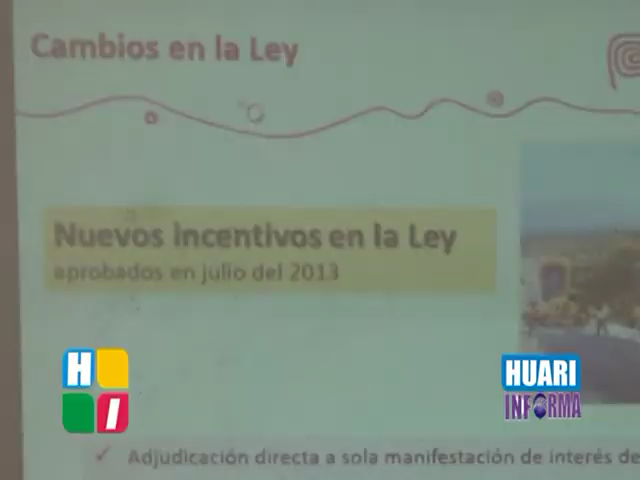 Cambios en la Ley
Nuevos incentivos en la Ley
aprobados en julio del 2013
H
I
HUARI
INFORMA
✓ Adjudicación directa a sola manifestación de interés de